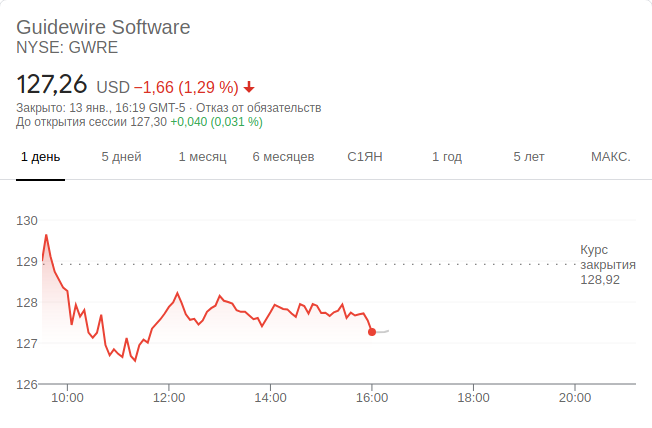 Guidewire Software
NYSE: GWRE
127,26 USD −1,66 (1,29 %)
Закрыто: 13 янв., 16:19 GMT-5 · Отказ от обязательств
До открытия сессии 127,30 +0,040 (0,031 %)
1 день 5 дней 1 месяц 6 месяцев С1ЯН 1 год 5 лет МАКС.
130
129
128
127
126
Курс
закрытия
128,92
10:00 12:00 14:00 16:00 18:00 20:00